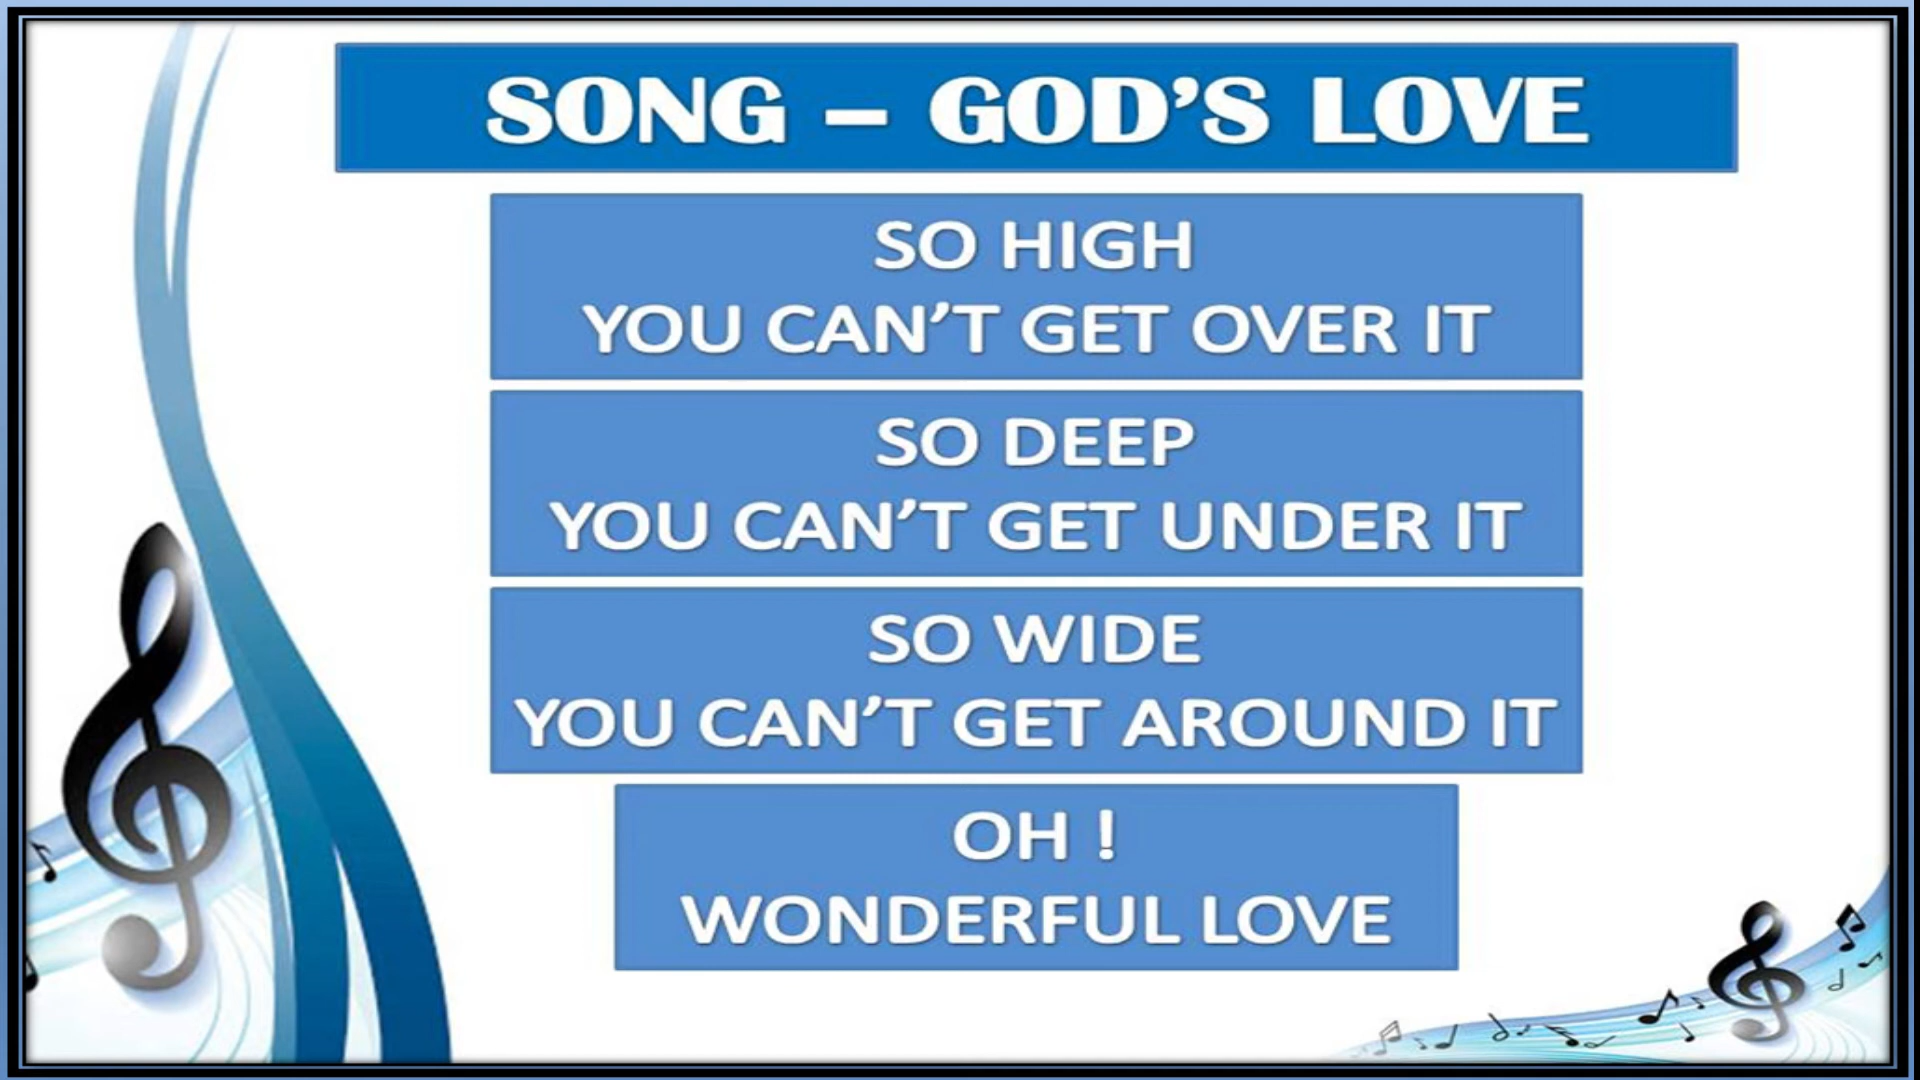 SONG – GOD’S LOVE
SO HIGH
YOU CAN’T GET OVER IT
SO DEEP
YOU CAN’T GET UNDER IT
SO WIDE
YOU CAN’T GET AROUND IT
OH !
WONDERFUL LOVE